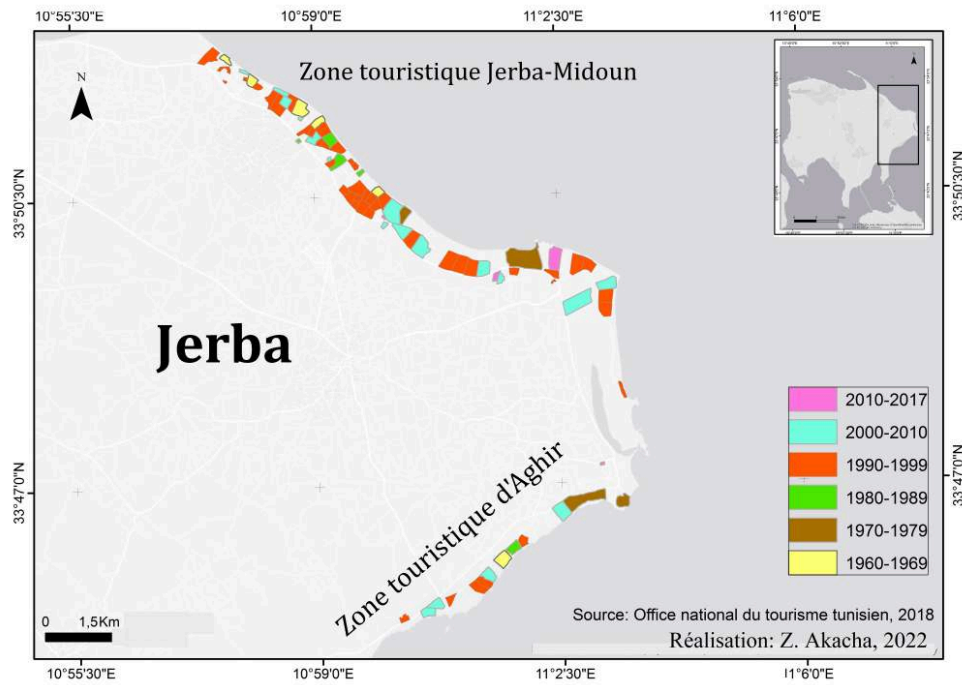 10°55'30"E 10°59'0"E 11°2'30"E 11°6'0"E
Zone touristique Jerba-Midoun
N
N
33°50'30"N
33°50'30"N
Jerba
2010-2017
2000-2010
1990-1999
1980-1989
1970-1979
1960-1969
33°47'0"N
33°47'0"N
Zone touristique d'Aghir
0 1,5Km
Source: Office national du tourisme tunisien, 2018
Réalisation: Z. Akacha, 2022
10°55'30"E 10°59'0"E 11°2'30"E 11°6'0"E